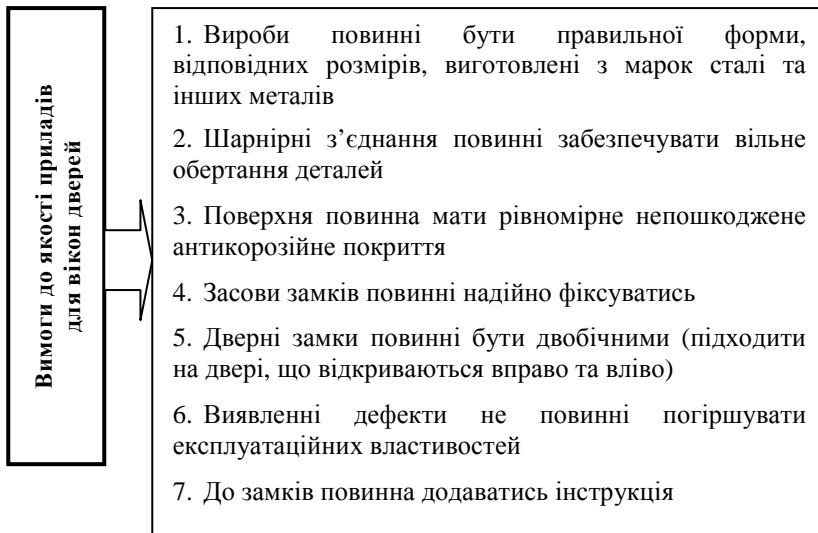 Вимоги до якості приладів
для вікон дверей
1. Вироби повинні бути правильної форми,
відповідних розмірів, виготовлені з марок сталі та
інших металів
2. Шарнірні з’єднання повинні забезпечувати вільне
обертання деталей
3. Поверхня повинна мати рівномірне непошкоджене
антикорозійне покриття
4. Засови замків повинні надійно фіксуватись
5. Дверні замки повинні бути двобічними (підходити
на двері, що відкриваються вправо та вліво)
6. Виявленні дефекти не повинні погіршувати
експлуатаційних властивостей
7. До замків повинна додаватись інструкція